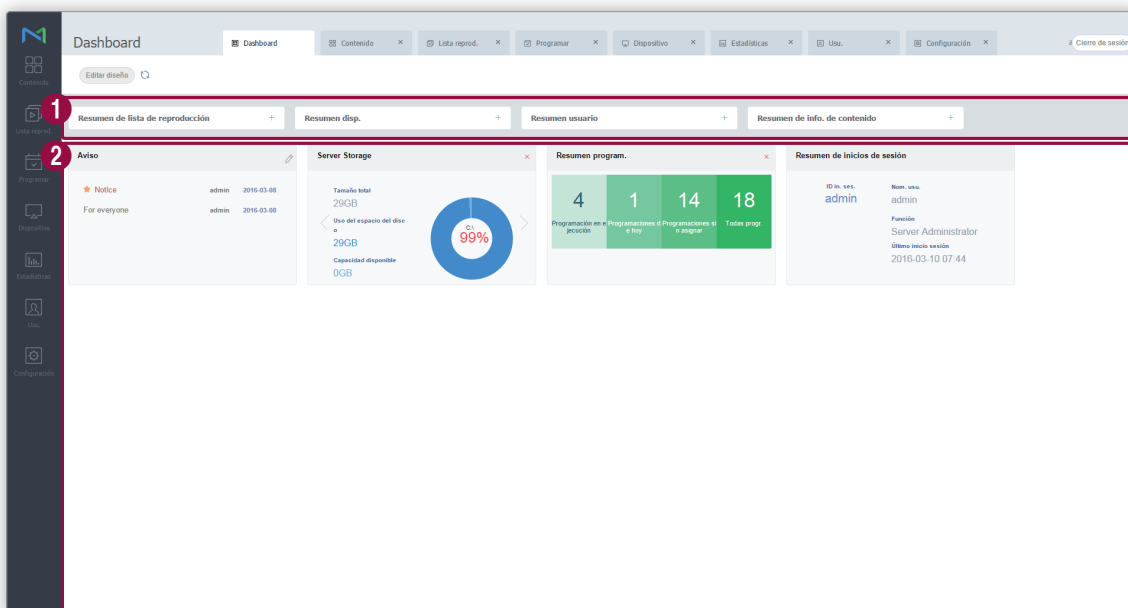 Dashboard
Dashboard
Contenido
Lista reprod.
Programar
Dispositivo
Estadísticas
Usu.
Configuración
Cierre de sesión
Editar diseño
Contenido
Lista reprod.
Programar
Dispositivo
Estadísticas
Usu.
Configuración
1
Resumen de lista de reproducción +
Resumen disp. +
Resumen usuario +
Resumen de info. de contenido +
2
Aviso
Notice admin 2016-03-08
For everyone admin 2016-03-08
Server Storage
Tamaño total
29GB
Uso del espacio del disc
o
29GB
Capacidad disponible
0GB
C:\
99%
Resumen program.
4 1 14 18
Programación en e Programaciones d Programaciones si Todas progr.
jecución e hoy n asignar
Resumen de inicios de sesión
ID in. ses.
admin
Nom. usu.
admin
Función
Server Administrator
Último inicio sesión
2016-03-10 07:44